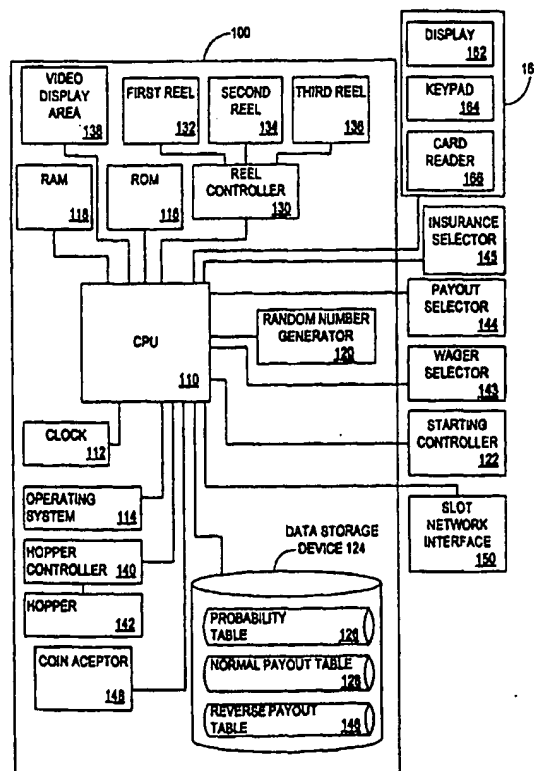 100
VIDEO
DISPLAY
AREA
138
FIRST REEL
132
SECOND
REEL
134
THIRD REEL
136
DISPLAY
162
KEYPAD
164
CARD
READER
166
16
RAM
118
ROM
116
REEL
CONTROLLER
130
INSURANCE
SELECTOR
145
PAYOUT
SELECTOR
144
CPU
110
RANDOM NUMBER
GENERATOR
120
WAGER
SELECTOR
143
STARTING
CONTROLLER
122
CLOCK
112
OPERATING
SYSTEM
114
SLOT
NETWORK
INTERFACE
150
HOPPER
CONTROLLER
140
HOPPER
142
DATA STORAGE
DEVICE 124
COIN ACEPTOR
148
PROBABILITY
TABLE
126
NORMAL PAYOUT TABLE
128
REVERSE PAYOUT
TABLE
146